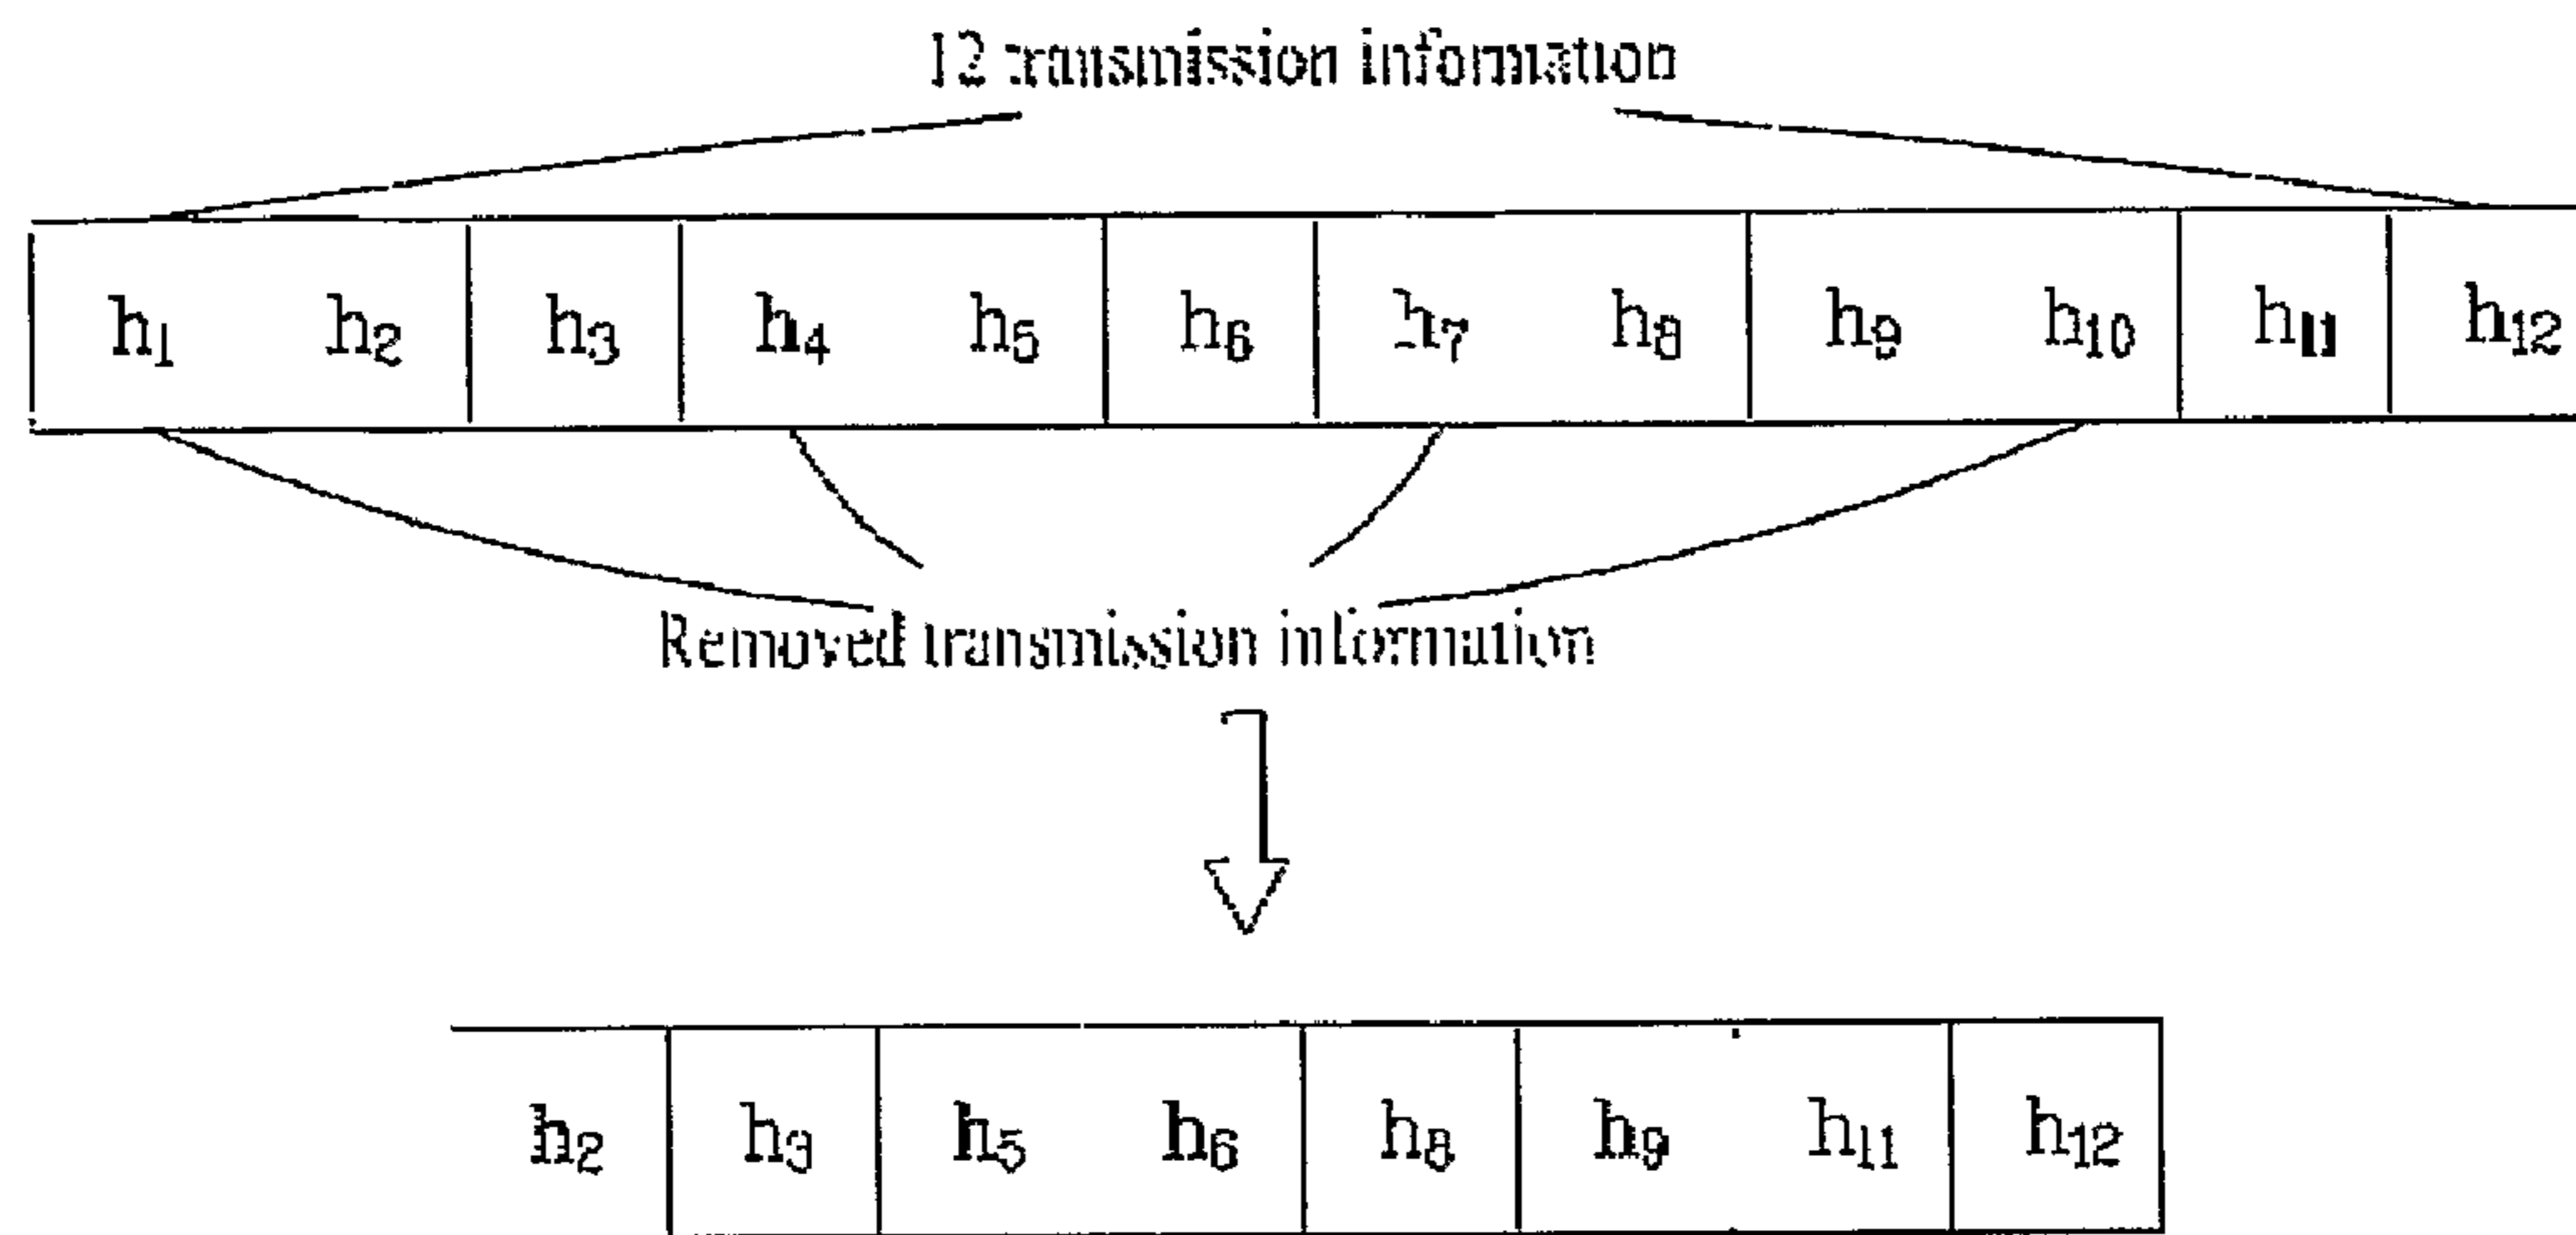 12 transmission information
h1 h2 h3 h4 h5 h6 h7 h8 h9 h10 h11 h12
Removed transmission information
h2 h3 h5 h6 h8 h9 h11 h12